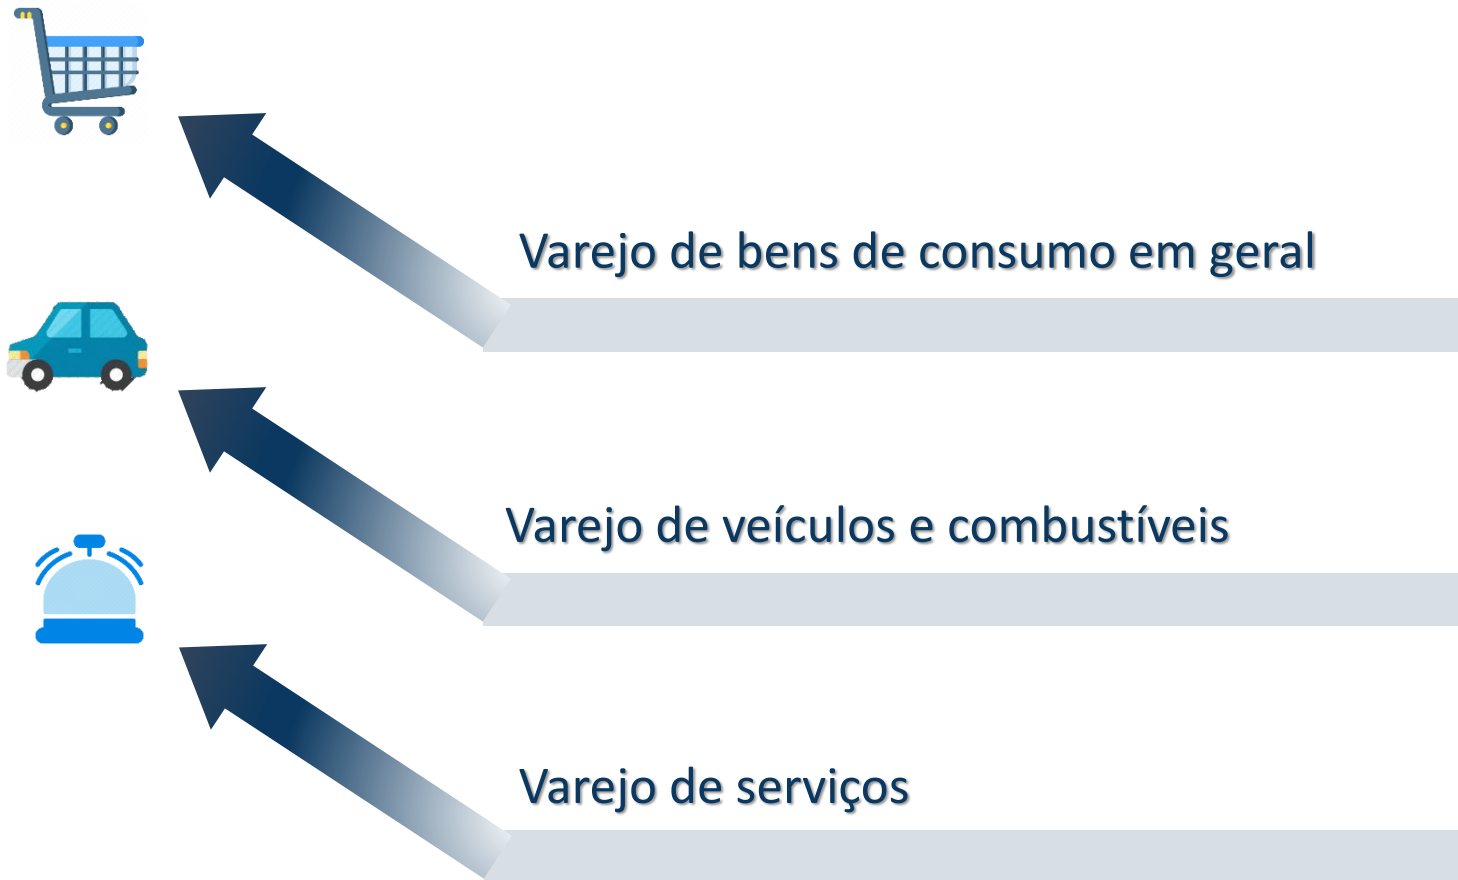 Varejo de bens de consumo em geral
Varejo de veículos e combustíveis
Varejo de serviços